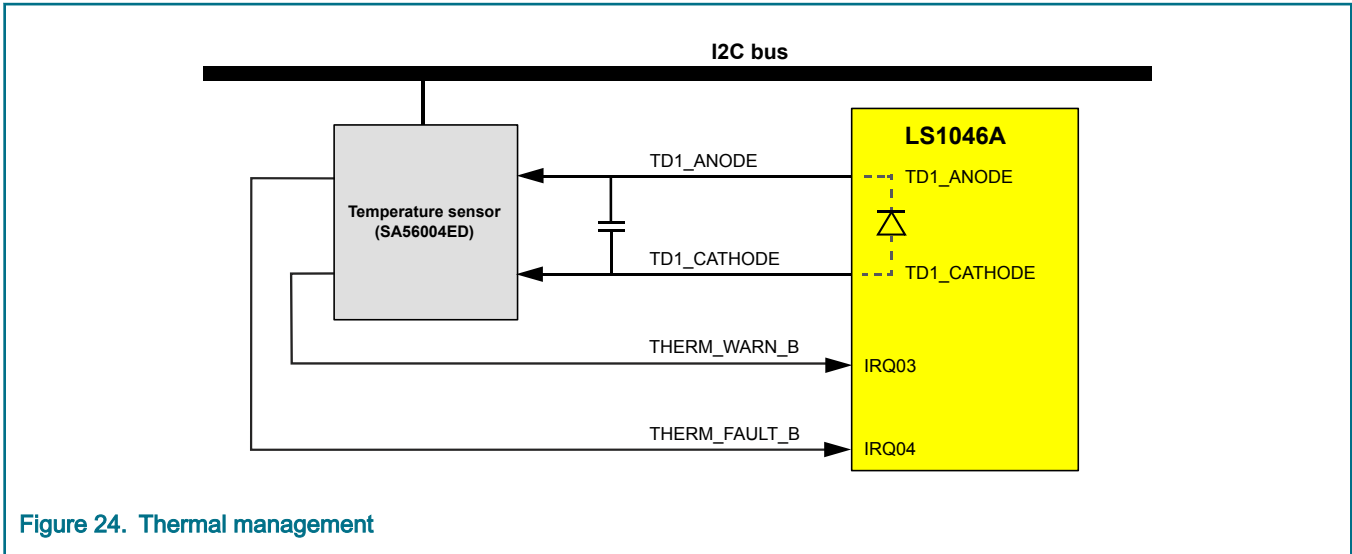 I2C bus
LS1046A
TD1_ANODE
TD1_ANODE
Temperature sensor
(SA56004ED)
TD1_CATHODE
TD1_CATHODE
THERM_WARN_B
IRQ03
THERM_FAULT_B
IRQ04
Figure 24. Thermal management